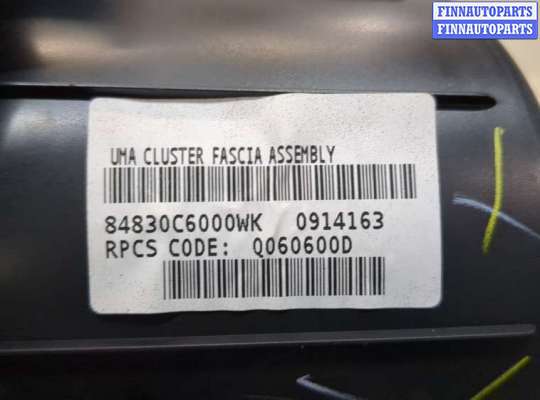 FINNAUTOPARTS
FINNAUTOPARTS
UMA CLUSTER FASCIA ASSEMBLY
84830C6000WK 0914163
RPCS CODE: Q060600D